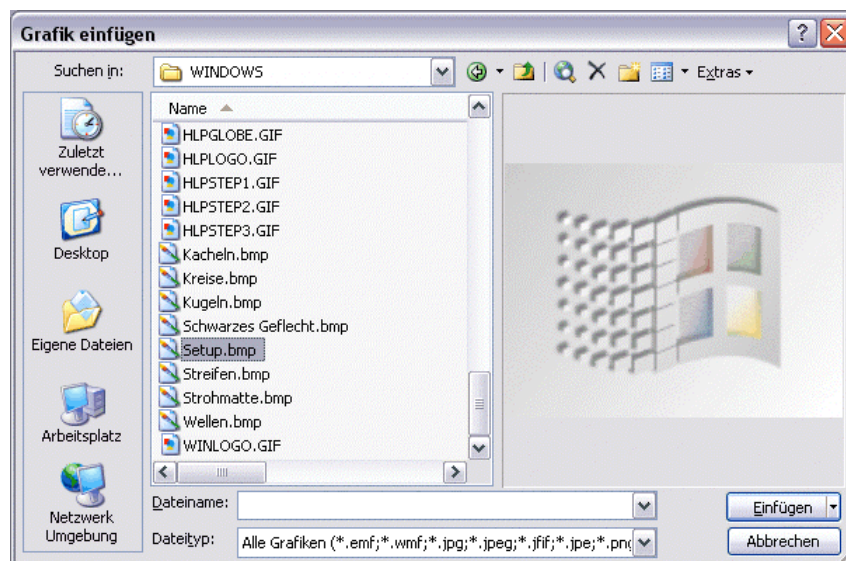 Grafik einfügen
Suchen in:
WINDOWS
Extras
Zuletzt
verwende...
Desktop
Eigene Dateien
Arbeitsplatz
Netzwerk
Umgebung
Name
HLPGLOBE.GIF
HLPLOGO.GIF
HLPSTEP1.GIF
HLPSTEP2.GIF
HLPSTEP3.GIF
Kacheln.bmp
Kreise.bmp
Kugeln.bmp
Schwarzes Geflecht.bmp
Setup.bmp
Streifen.bmp
Strohmatte.bmp
Wellen.bmp
WINLOGO.GIF
Dateiname:
Einfügen
Dateityp:
Alle Grafiken (*.emf;*.wmf;*.jpg;*.jpeg;*.jfif;*.jpe;*.png
Abbrechen